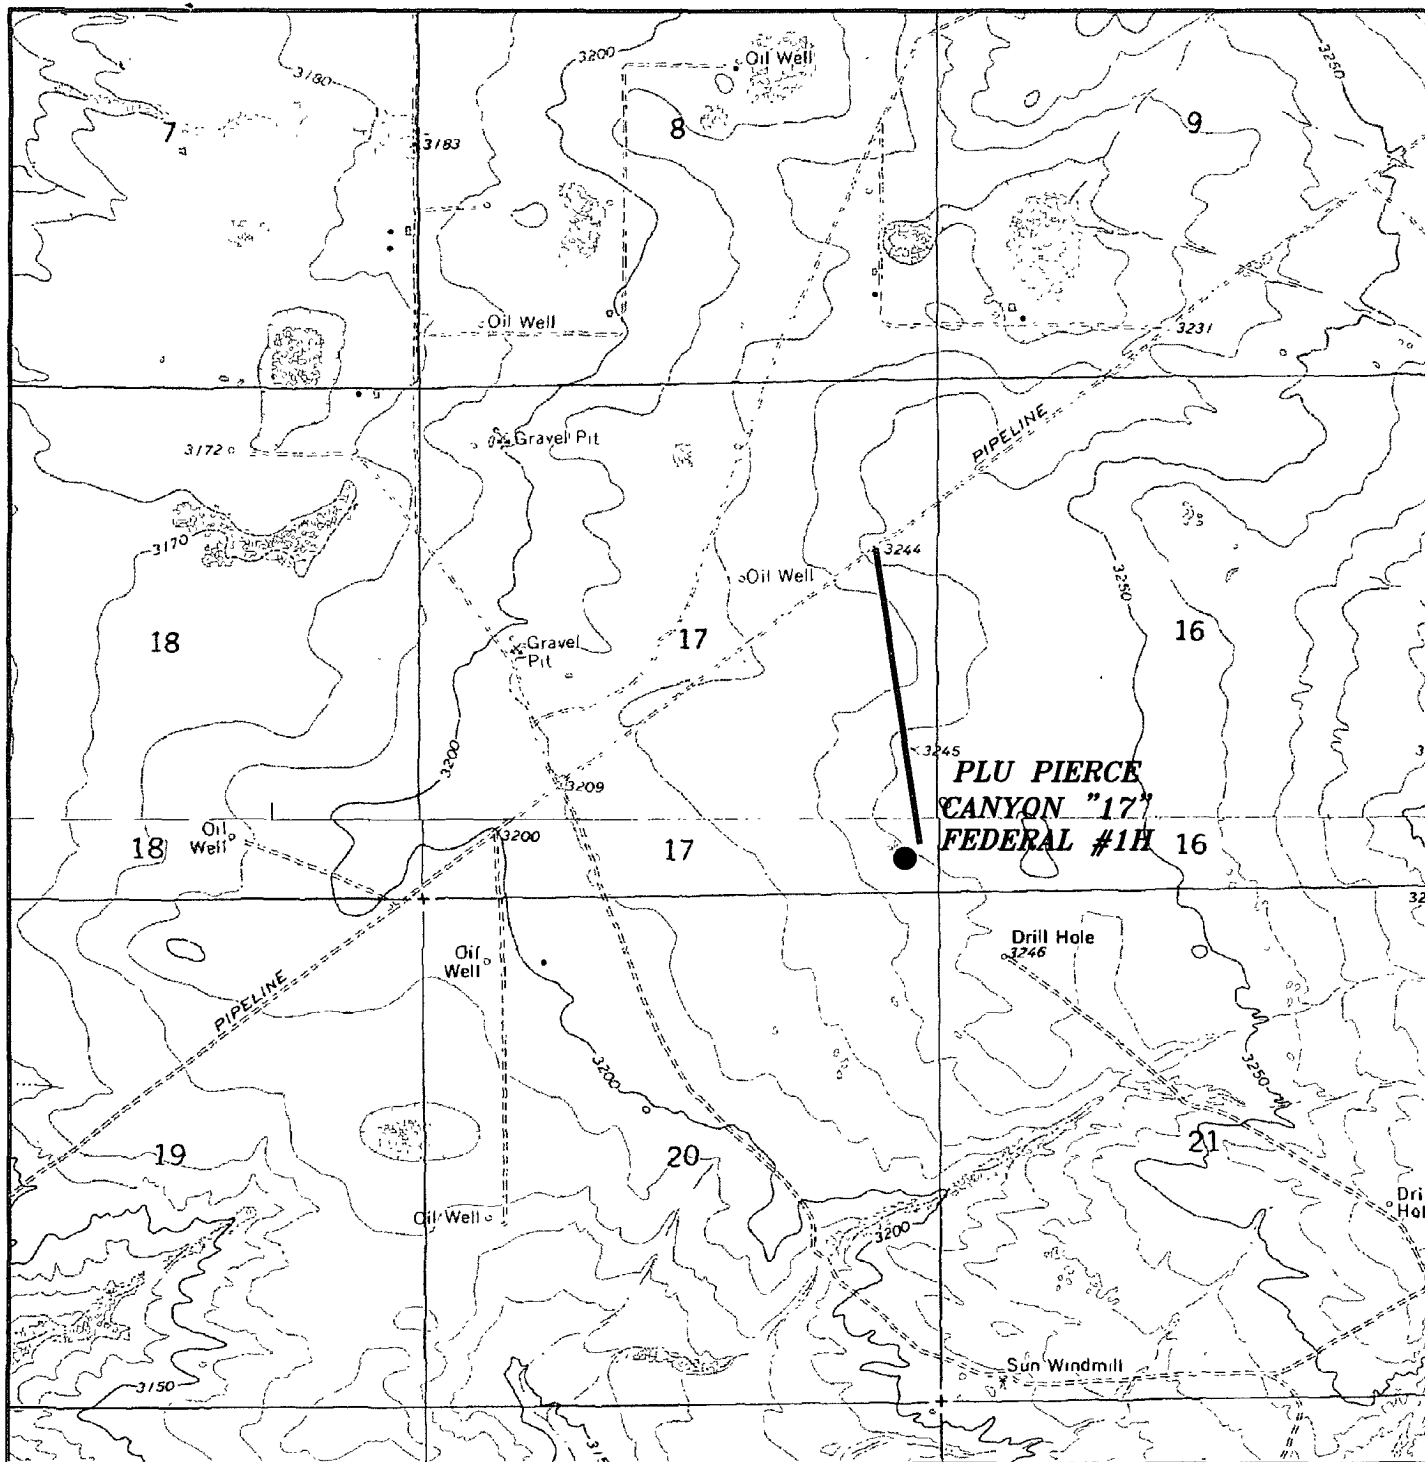 3250
3200
Oil Well
3180
7
8
9
3183
Oil Well
3231
PIPELINE
Gravel Pit
3172
3170
3244
Oil Well
3250
18
Gravel
Pit
17
16
3200
3245
PLU PIERCE
CANYON "17"
FEDERAL #1H
3209
18
Oil
Well
3200
17
16
Drill Hole
3246
Oil
Well
PIPELINE
3200
3250
19
20
21
Oil Well
3200
Sun Windmill
3150